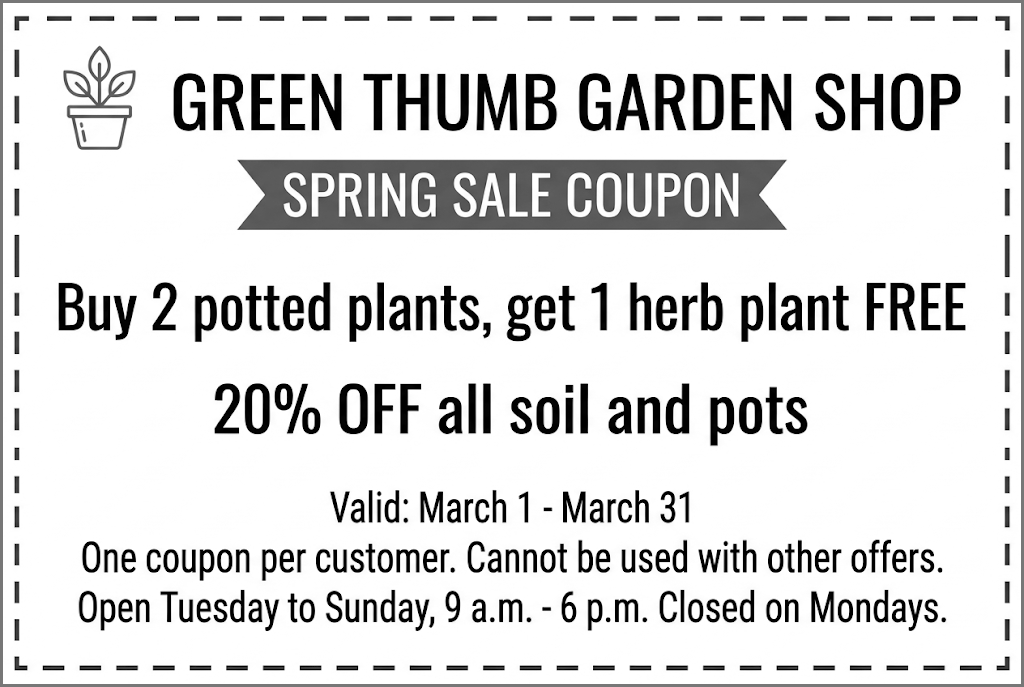 GREEN THUMB GARDEN SHOP
SPRING SALE COUPON
Buy 2 potted plants, get 1 herb plant FREE
20% OFF all soil and pots
Valid: March 1 - March 31
One coupon per customer. Cannot be used with other offers.
Open Tuesday to Sunday, 9 a.m. - 6 p.m. Closed on Mondays.